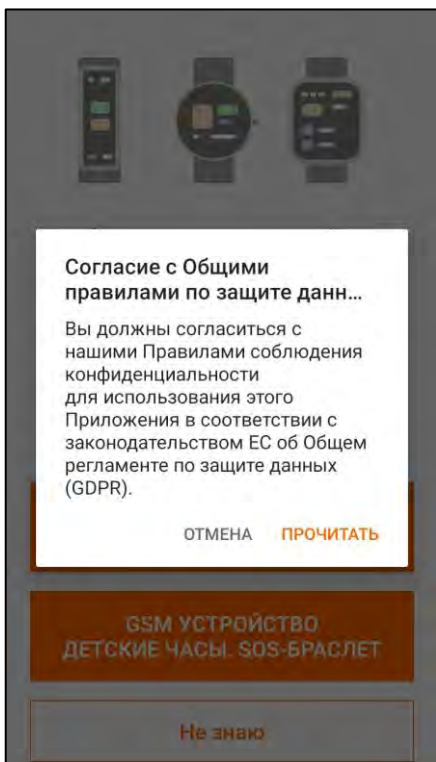 Согласие с Общими
правилами по защите данн...
Вы должны согласиться с
нашими Правилами соблюдения
конфиденциальности
для использования этого
Приложения в соответствии с
законодательством ЕС об Общем
регламенте по защите данных
(GDPR).
ОТМЕНА ПРОЧИТАТЬ
GSM УСТРОЙСТВО
ДЕТСКИЕ ЧАСЫ. SOS-БРАСЛЕТ
Не знаю